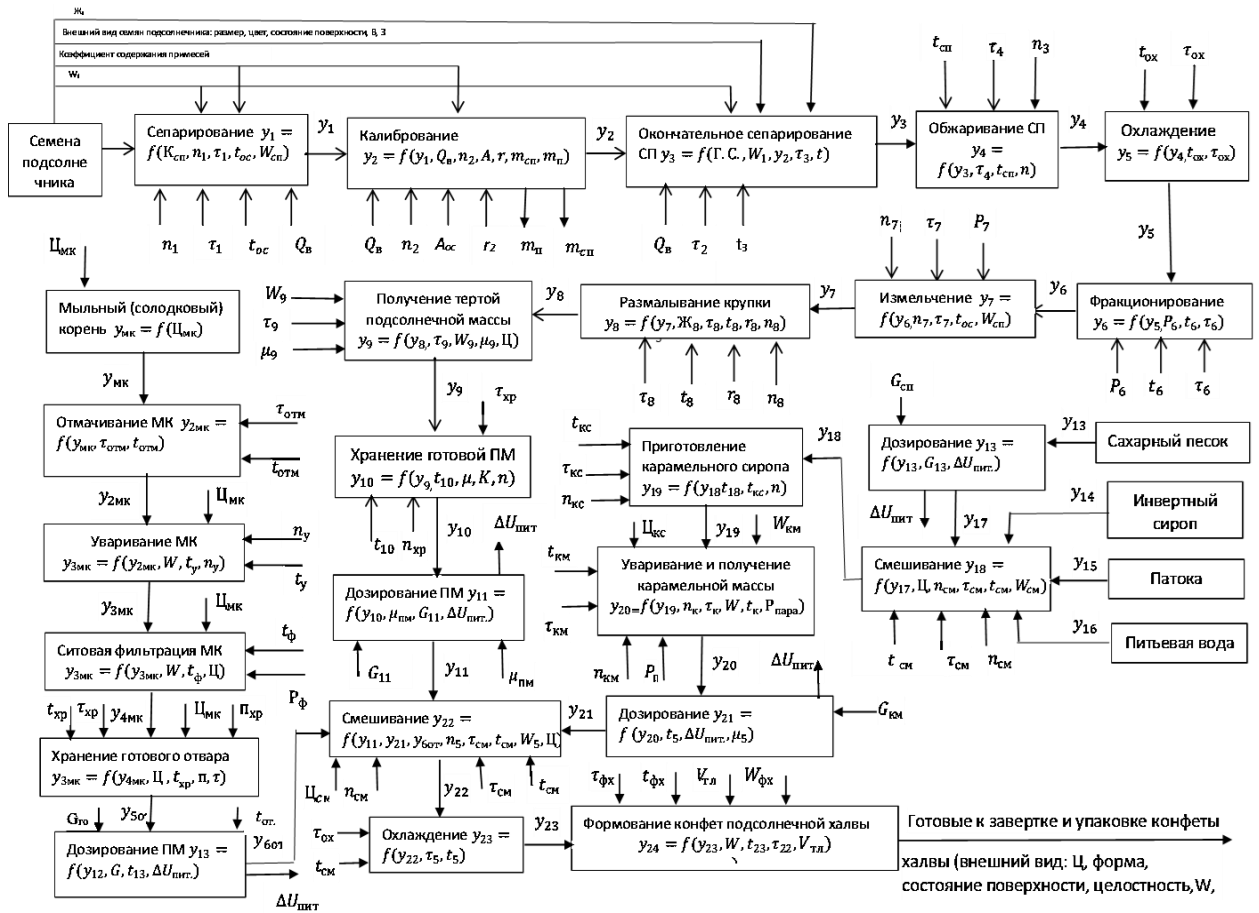 Ж₁
Внешний вид семян подсолнечника: размер, цвет, состояние поверхности, В, З
Коэффициент содержания примесей
W₁
Семена
подсолне
чника
Сепарирование y₁ =
f(Kсп, n₁, τ₁, tос, Wсп)
y₁
Калибрование
y₂ = f(y₁, Qв, n₂, A, r, mсп, mп)
y₂
Окончательное сепарирование
СП y₃ = f(Г. С., W₁, y₂, τ₃, t)
y₃
tсп
τ₄
n₃
Обжаривание СП
y₄ =
f(y₃, τ₄, tсп, n)
y₄
tох
τох
Охлаждение
y₅ = f(y₄, tох, τох)
n₁
τ₁
tос
Qв
Qв
n₂
Aос
r₂
mп
mсп
Qв
τ₂
t₃
y₅
Цмк
Мыльный (солодковый)
корень yмк = f(Цмк)
W₉
τ₉
μ₉
Получение тертой
подсолнечной массы
y₉ = f(y₈, τ₉, W₉, μ₉, Ц)
y₈
Размалывание крупки
y₈ = f(y₇, Ж₈, τ₈, t₈, r₈, n₈)
y₇
n₇
τ₇
P₇
Измельчение y₇ =
f(y₆, n₇, τ₇, tос, Wсп)
y₆
Фракционирование
y₆ = f(y₅, P₆, t₆, τ₆)
P₆
t₆
τ₆
τ₈
t₈
r₈
n₈
yмк
y₉
τхр
Отмачивание МК y₂мк =
f(yмк, τотм, tотм)
τотм
tотм
Хранение готовой ПМ
y₁₀ = f(y₉, t₁₀, μ, K, n)
tкс
τкс
nкс
Приготовление
карамельного сиропа
y₁₉ = f(y₁₈ t₁₈, tкс, n)
y₁₈
Gсп
Дозирование y₁₃ =
f(y₁₃, G₁₃, ΔUпит.)
y₁₃
Сахарный песок
ΔUпит
y₁₇
y₁₄
Инвертный
сироп
y₂мк
Цмк
Уваривание МК
y₃мк = f(y₂мк, W, tу, nу)
nу
tу
t₁₀
nхр
y₁₀
ΔUпит
Цкс
y₁₉
Wкм
tкм
τкм
Уваривание и получение
карамельной массы
y₂₀=f(y₁₉, nк, τк, W, tк, Pпара)
Смешивание y₁₈ =
f(y₁₇, Ц, nсм, τсм, tсм, Wсм)
y₁₅
Патока
y₁₆
Питьевая вода
tсм
τсм
nсм
Дозирование ПМ y₁₁ =
f(y₁₀, μпм, G₁₁, ΔUпит.)
G₁₁
y₁₁
μпм
nкм
Pп
y₂₀
ΔUпит
y₃мк
Цмк
Ситовая фильтрация МК
y₃мк = f(y₃мк, W, tф, Ц)
tф
Pф
tхр
τхр
y₄мк
Цмк
пхр
Хранение готового отвара
y₃мк = f(y₄мк, Ц, tхр, п, τ)
Смешивание y₂₂ =
f(y₁₁, y₂₁, y₆от, n₅, τсм, tсм, W₅, Ц)
y₂₁
Дозирование y₂₁ =
f (y₂₀, t₅, ΔUпит., μ₅)
Gкм
Цсм
nсм
y₂₂
τсм
tсм
τфх
tфх
Vтл
Wфх
Gго
tот.
y₆от
Дозирование ПМ y₁₃ =
f(y₁₂, G, t₁₃, ΔUпит.)
ΔUпит
τох
tсм
Охлаждение y₂₃ =
f(y₂₂, τ₅, t₅)
y₂₃
Формование конфет подсолнечной халвы
y₂₄ = f(y₂₃, W, t₂₃, τ₂₂, Vтл)
Готовые к завертке и упаковке конфеты
халвы (внешний вид: Ц, форма,
состояние поверхности, целостность, W,